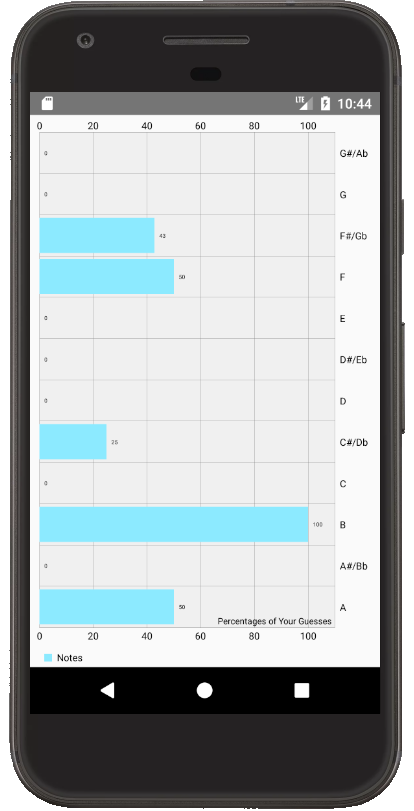 LTE 10:44
0 20 40 60 80 100
0 G#/Ab
0 G
43 F#/Gb
50 F
0 E
0 D#/Eb
0 D
25 C#/Db
0 C
100 B
0 A#/Bb
50 A
Percentages of Your Guesses
0 20 40 60 80 100
Notes